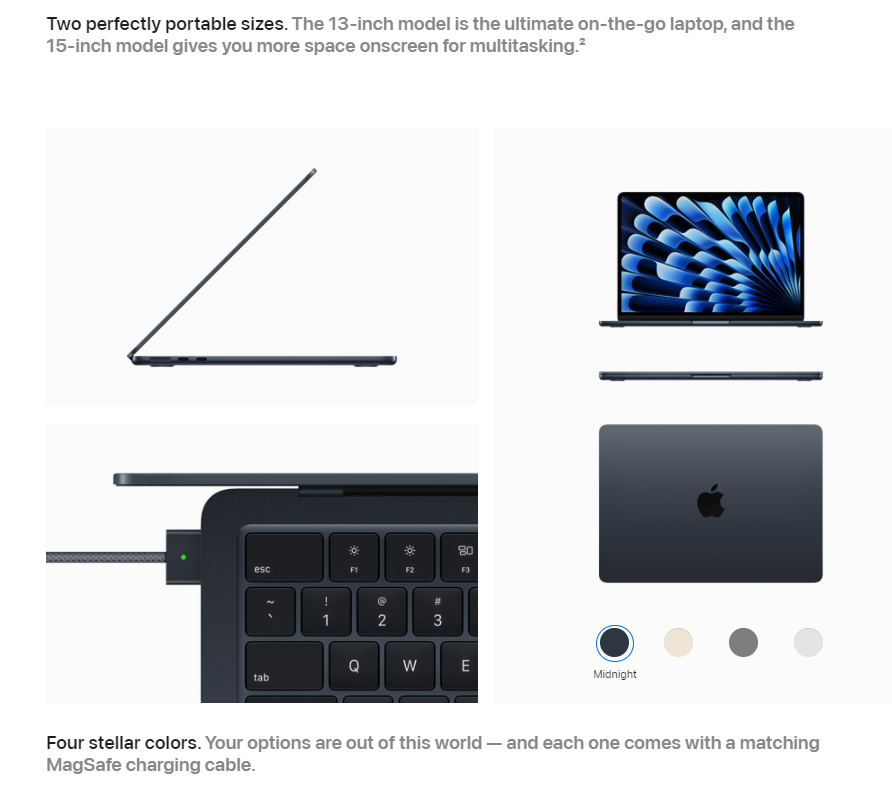 Two perfectly portable sizes. The 13-inch model is the ultimate on-the-go laptop, and the
15-inch model gives you more space onscreen for multitasking.²
esc
F1
F2
F3
~
`
!
1
@
2
#
3
tab
Q
W
E
Midnight
Four stellar colors. Your options are out of this world — and each one comes with a matching
MagSafe charging cable.